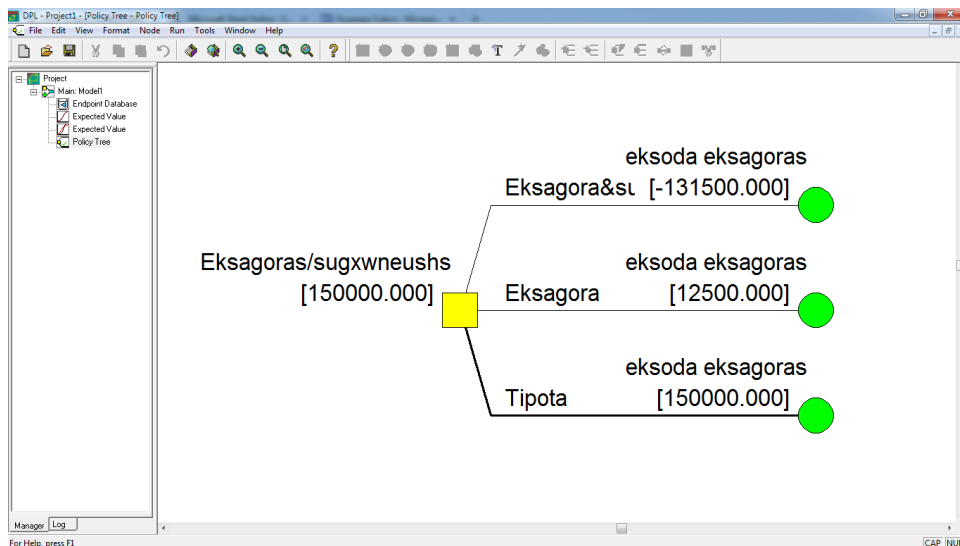 DPL - Project1 - [Policy Tree - Policy Tree]
File Edit View Format Node Run Tools Window Help
Project
Main: Model1
Endpoint Database
Expected Value
Expected Value
Policy Tree
eksoda eksagoras
Eksagora&su [-131500.000]
Eksagoras/sugxwneushs
eksoda eksagoras
[150000.000]
Eksagora [12500.000]
eksoda eksagoras
Tipota [150000.000]
Manager Log
For Help, press F1
CAP NU